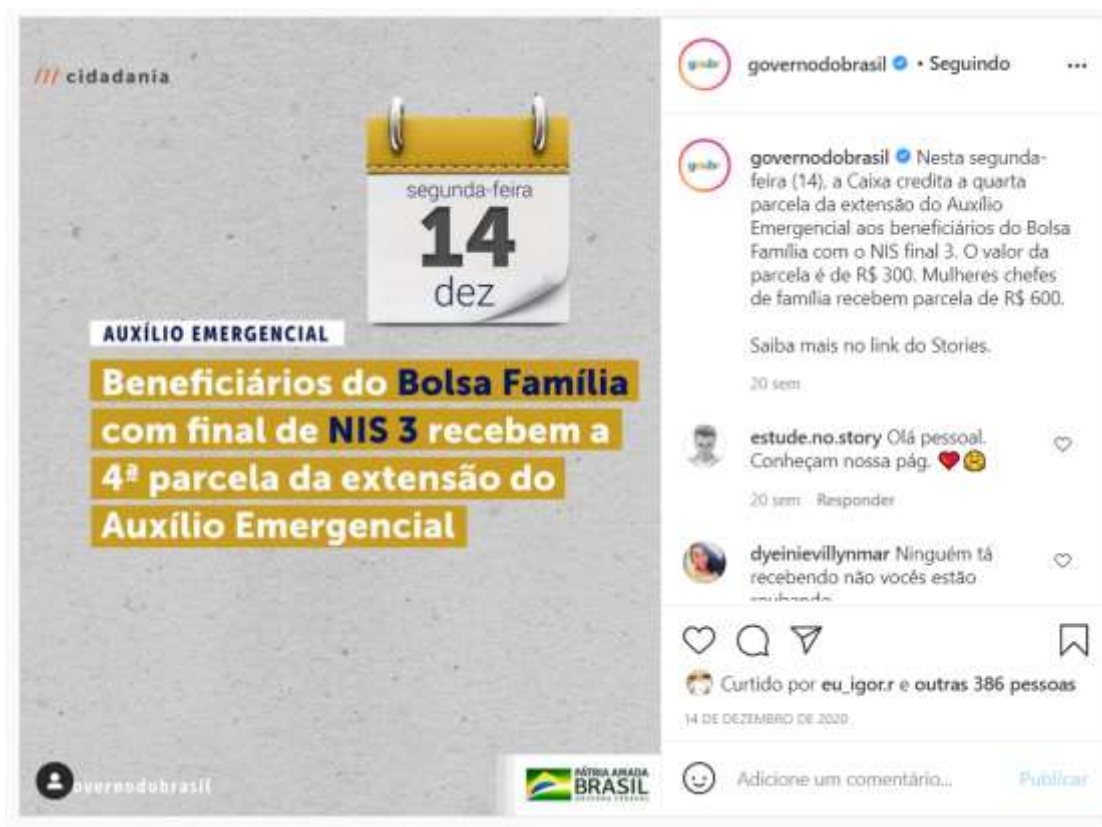 /// cidadania
segunda-feira
14
dez
AUXÍLIO EMERGENCIAL
Beneficiários do Bolsa Família
com final de NIS 3 recebem a
4ª parcela da extensão do
Auxílio Emergencial
overnodobrasil
PÁTRIA AMADA
BRASIL
GOVERNO FEDERAL
governodobrasil • Seguindo
governodobrasil Nesta segunda-
feira (14), a Caixa credita a quarta
parcela da extensão do Auxílio
Emergencial aos beneficiários do Bolsa
Família com o NIS final 3. O valor da
parcela é de R$ 300. Mulheres chefes
de família recebem parcela de R$ 600.
Saiba mais no link do Stories.
20 sem
estude.no.story Olá pessoal.
Conheçam nossa pág.
20 sem Responder
dyeinievillynmar Ninguém tá
recebendo não vocês estão
Curtido por eu_igor.r e outras 386 pessoas
14 DE DEZEMBRO DE 2020
Adicione um comentário... Publicar